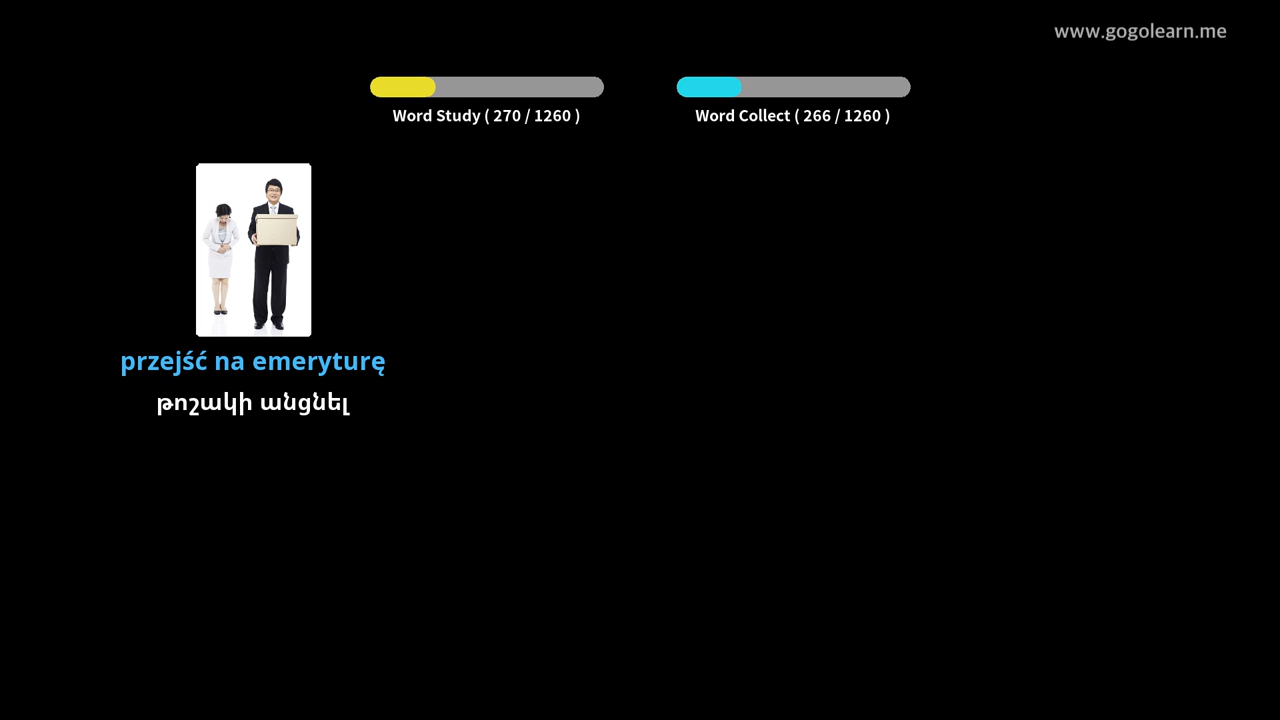 www.gogolearn.me
Word Study ( 270 / 1260 )
Word Collect ( 266 / 1260 )
przejść na emeryturę
թոշակի անցնել